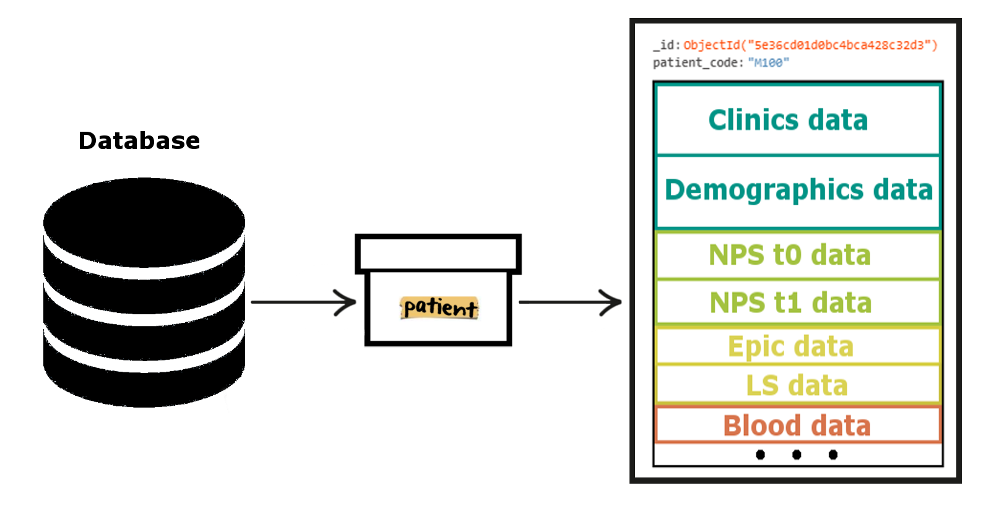 Database
patient
_id: ObjectId("5e36cd01d0bc4bca428c32d3")
patient_code: "M100"
Clinics data
Demographics data
NPS t0 data
NPS t1 data
Epic data
LS data
Blood data